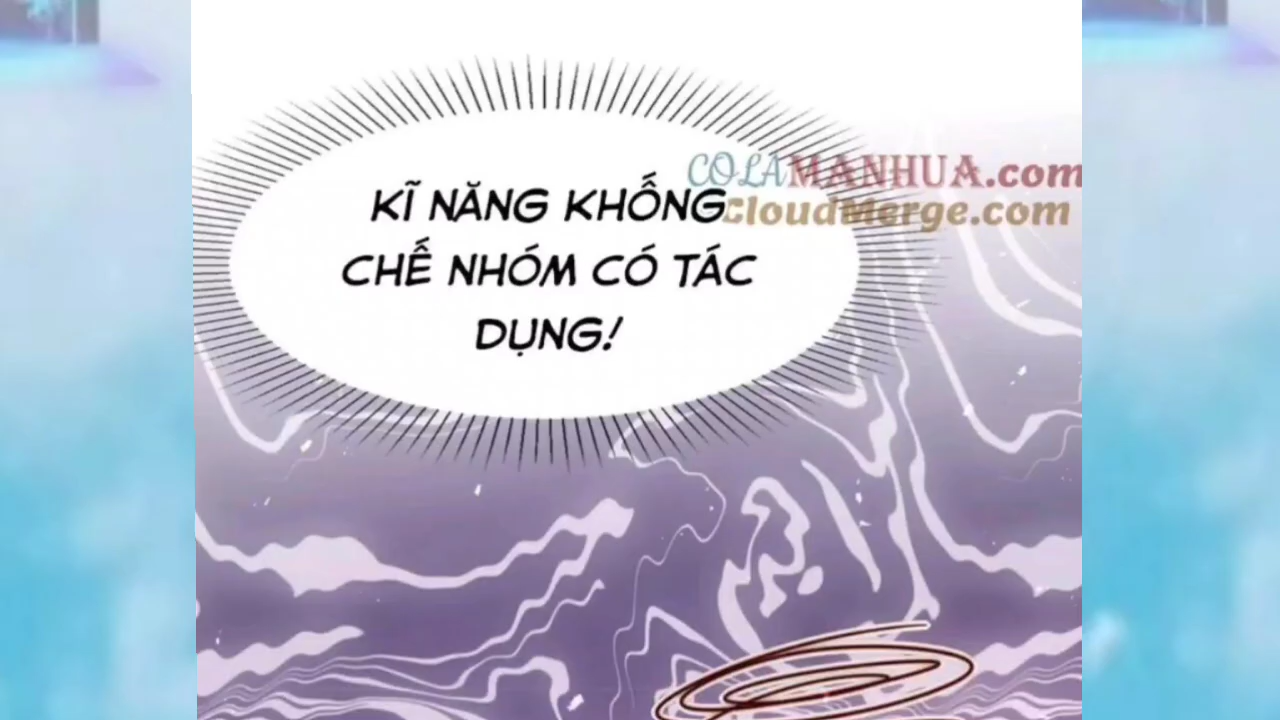 COLAMANHUA.com
CloudMerge.com
KĨ NĂNG KHỐNG
CHẾ NHÓM CÓ TÁC
DỤNG!